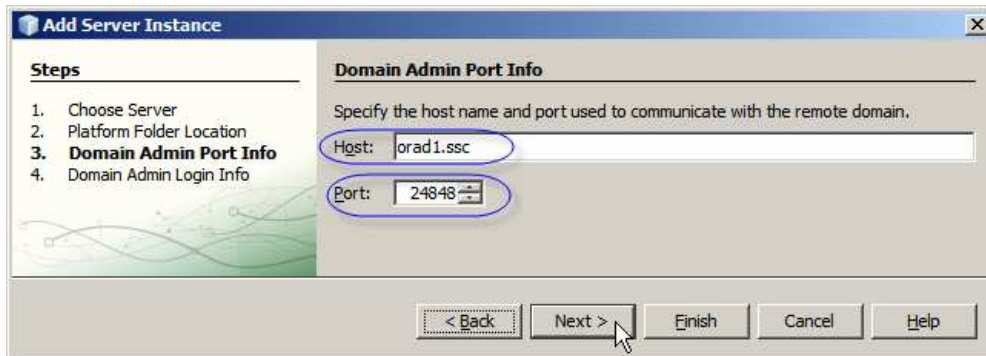 Add Server Instance
Steps
1. Choose Server
2. Platform Folder Location
3. Domain Admin Port Info
4. Domain Admin Login Info
Domain Admin Port Info
Specify the host name and port used to communicate with the remote domain.
Host: orad1.ssc
Port: 24848
< Back Next > Finish Cancel Help